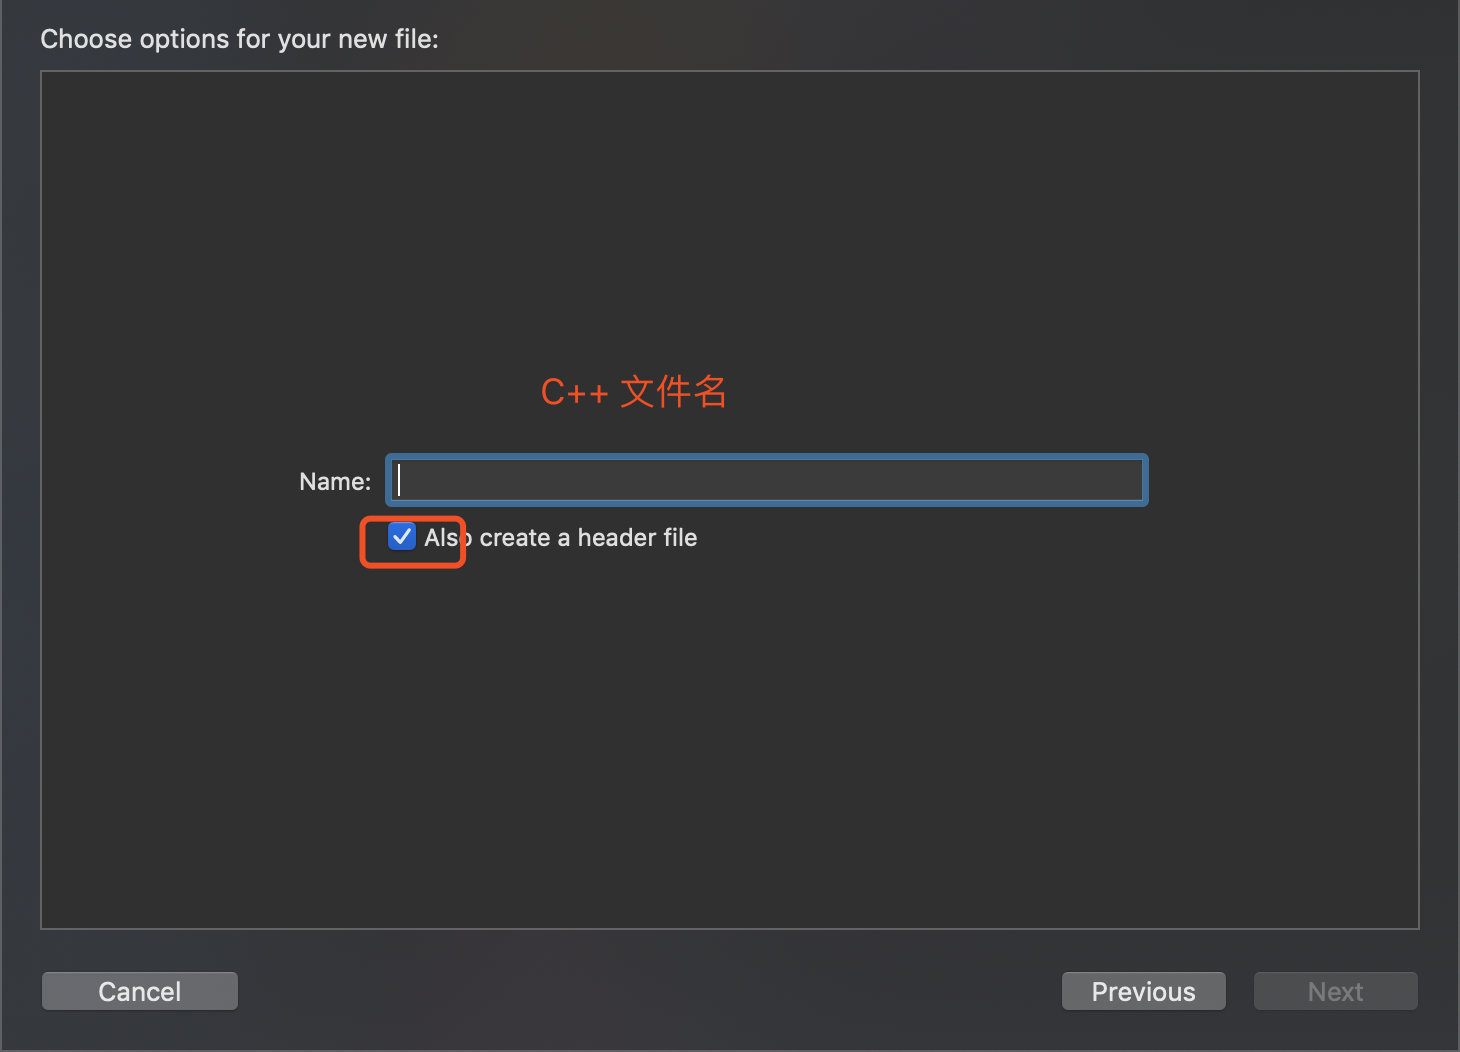 Choose options for your new file:
C++ 文件名
Name:
Also create a header file
Cancel
Previous
Next